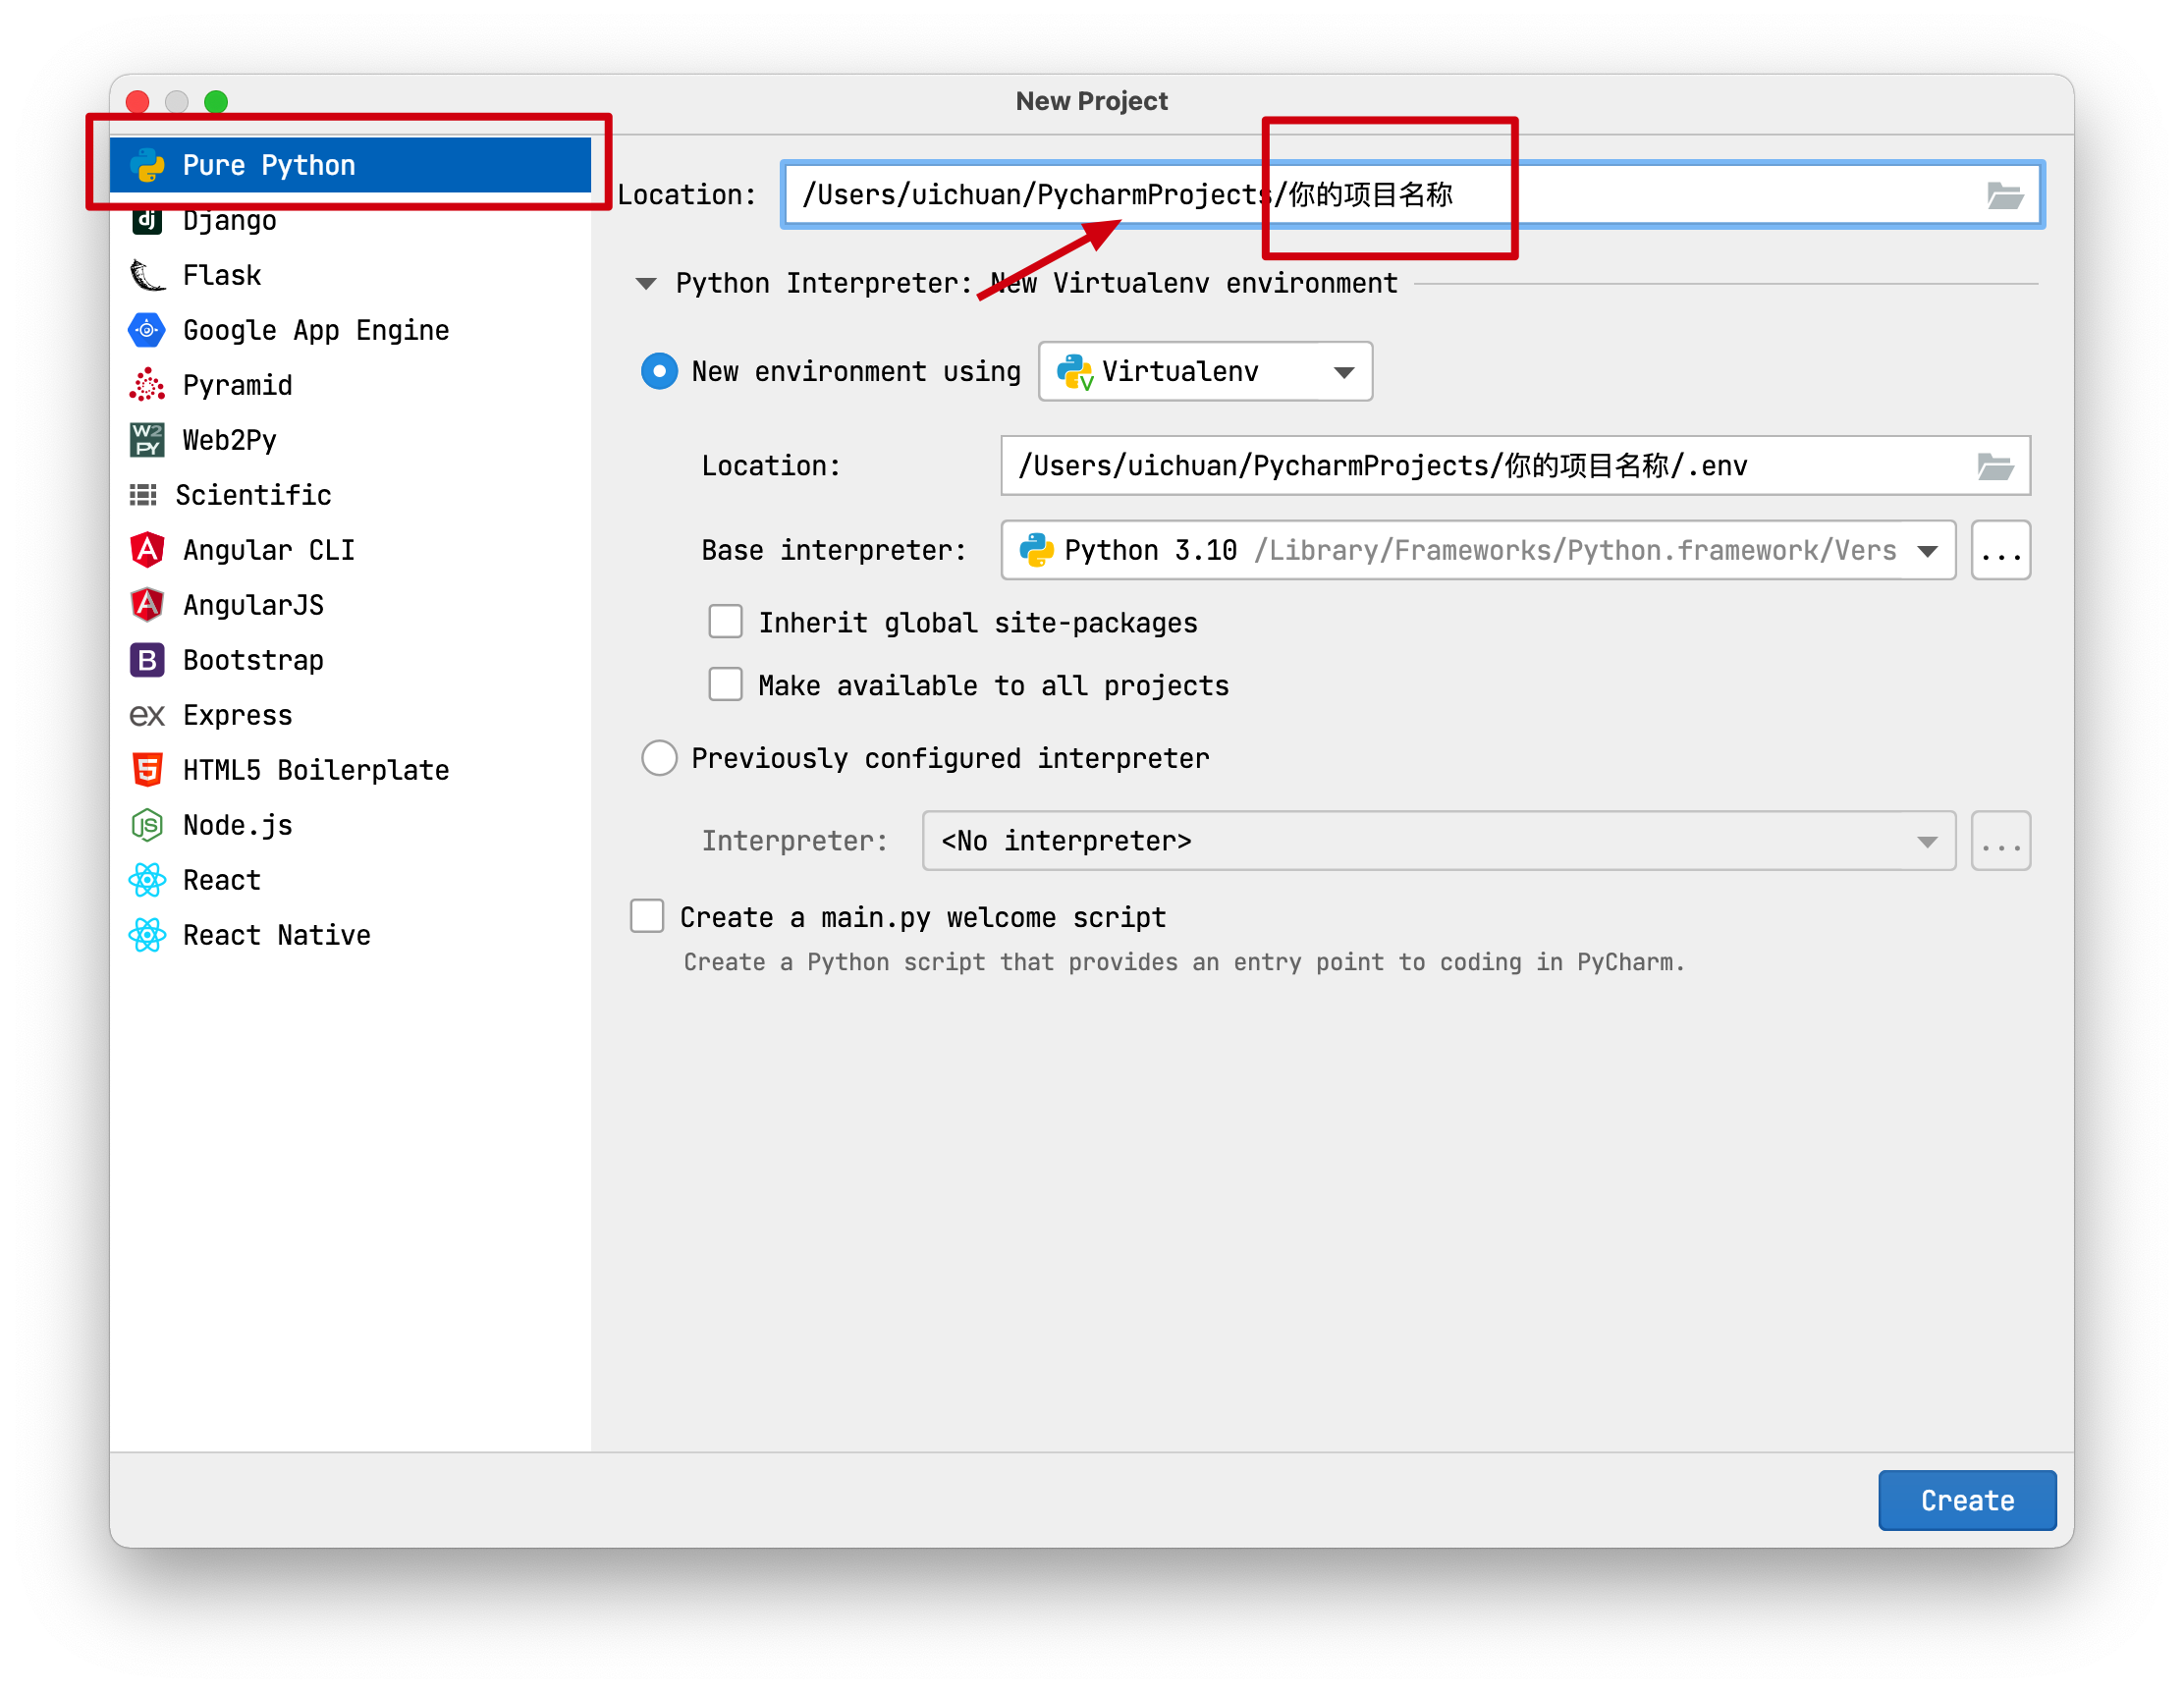 New Project
Pure Python
Django
Flask
Google App Engine
Pyramid
Web2Py
Scientific
Angular CLI
AngularJS
Bootstrap
Express
HTML5 Boilerplate
Node.js
React
React Native
Location: /Users/uichuan/PycharmProjects/你的项目名称
Python Interpreter: New Virtualenv environment
New environment using Virtualenv
Location: /Users/uichuan/PycharmProjects/你的项目名称/.env
Base interpreter: Python 3.10 /Library/Frameworks/Python.framework/Vers ...
Inherit global site-packages
Make available to all projects
Previously configured interpreter
Interpreter: <No interpreter> ...
Create a main.py welcome script
Create a Python script that provides an entry point to coding in PyCharm.
Create